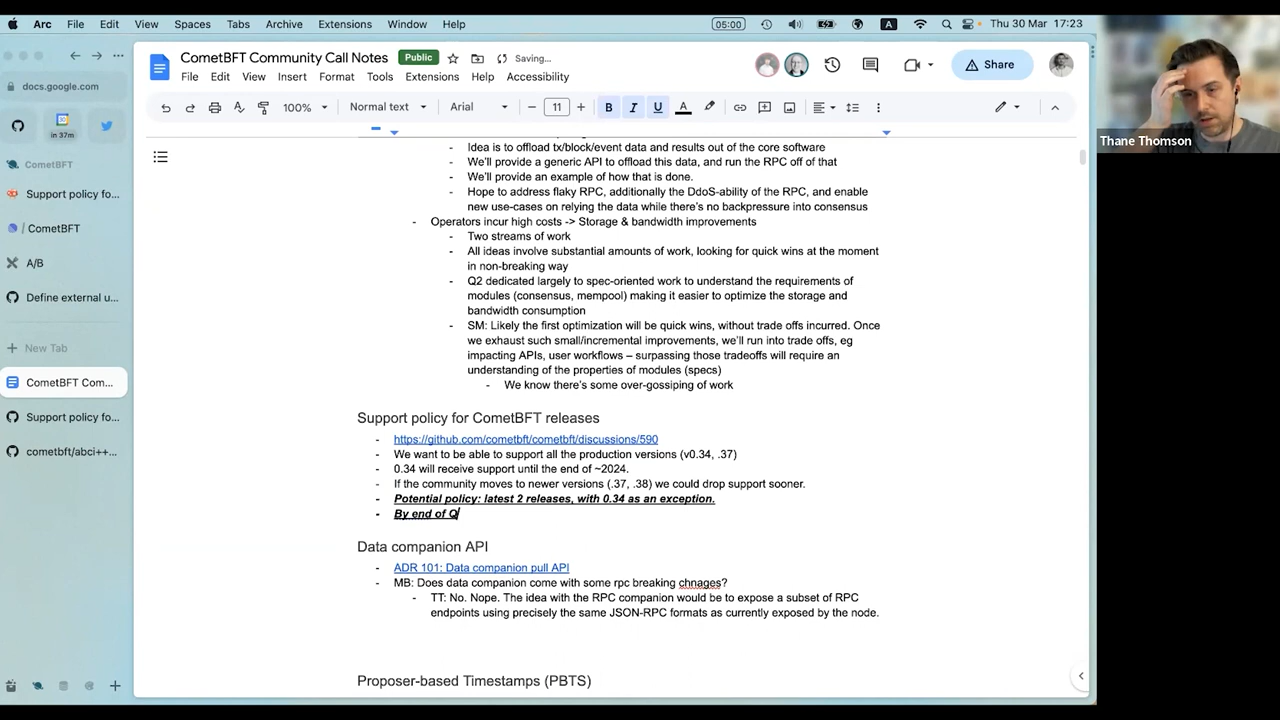 Arc File Edit View Spaces Tabs Archive Extensions Window Help 05:00 A Thu 30 Mar 17:23
docs.google.com
in 37m
CometBFT
Support policy fo...
/ CometBFT
A/B
Define external u...
+ New Tab
CometBFT Com...
Support policy fo...
cometbft/abci++...
CometBFT Community Call Notes Public Saving...
File Edit View Insert Format Tools Extensions Help Accessibility
Share
100% Normal text Arial − 11 + B I U A
- Idea is to offload tx/block/event data and results out of the core software
- We'll provide a generic API to offload this data, and run the RPC off of that
- We'll provide an example of how that is done.
- Hope to address flaky RPC, additionally the DdoS-ability of the RPC, and enable
new use-cases on relying the data while there's no backpressure into consensus
- Operators incur high costs -> Storage & bandwidth improvements
- Two streams of work
- All ideas involve substantial amounts of work, looking for quick wins at the moment
in non-breaking way
- Q2 dedicated largely to spec-oriented work to understand the requirements of
modules (consensus, mempool) making it easier to optimize the storage and
bandwidth consumption
- SM: Likely the first optimization will be quick wins, without trade offs incurred. Once
we exhaust such small/incremental improvements, we'll run into trade offs, eg
impacting APIs, user workflows – surpassing those tradeoffs will require an
understanding of the properties of modules (specs)
- We know there's some over-gossiping of work
Support policy for CometBFT releases
- https://github.com/cometbft/cometbft/discussions/590
- We want to be able to support all the production versions (v0.34, .37)
- 0.34 will receive support until the end of ~2024.
- If the community moves to newer versions (.37, .38) we could drop support sooner.
- Potential policy: latest 2 releases, with 0.34 as an exception.
- By end of Q
Data companion API
- ADR 101: Data companion pull API
- MB: Does data companion come with some rpc breaking chnages?
- TT: No. Nope. The idea with the RPC companion would be to expose a subset of RPC
endpoints using precisely the same JSON-RPC formats as currently exposed by the node.
Proposer-based Timestamps (PBTS)
Thane Thomson